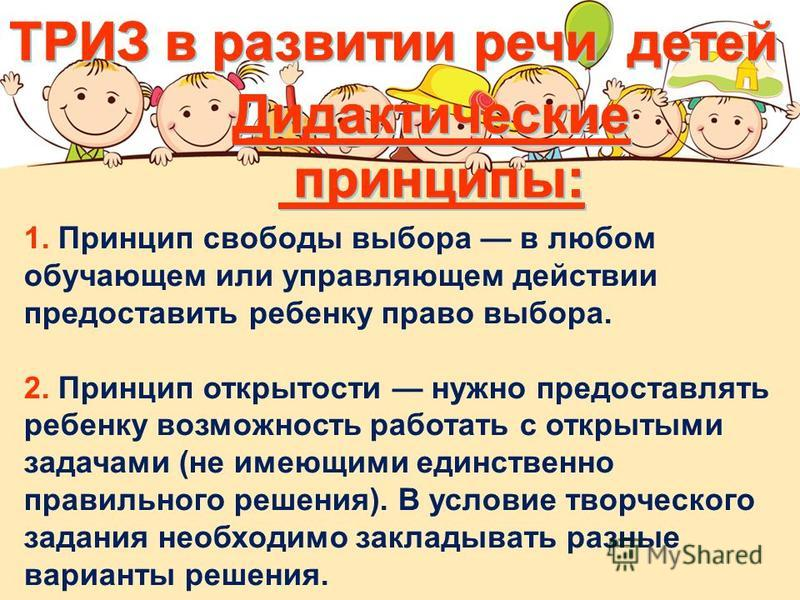 ТРИЗ в развитии речи детей
Дидактические
принципы:
1. Принцип свободы выбора — в любом
обучающем или управляющем действии
предоставить ребенку право выбора.
2. Принцип открытости — нужно предоставлять
ребенку возможность работать с открытыми
задачами (не имеющими единственно
правильного решения). В условие творческого
задания необходимо закладывать разные
варианты решения.
MyShared